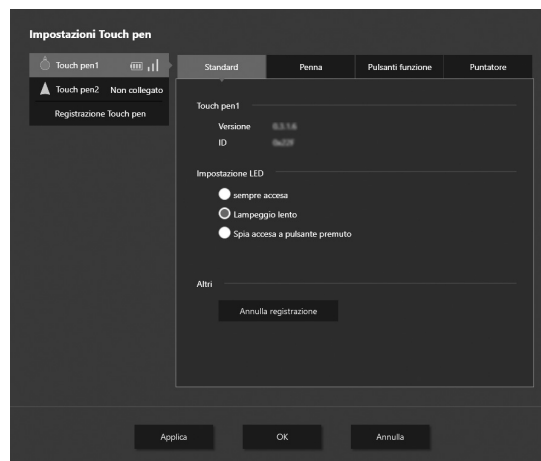 Impostazioni Touch pen
Touch pen1
Standard
Penna
Pulsanti funzione
Puntatore
Touch pen2 Non collegato
Registrazione Touch pen
Touch pen1
Versione
ID
Impostazione LED
sempre accesa
Lampeggio lento
Spia accesa a pulsante premuto
Altri
Annulla registrazione
Applica
OK
Annulla